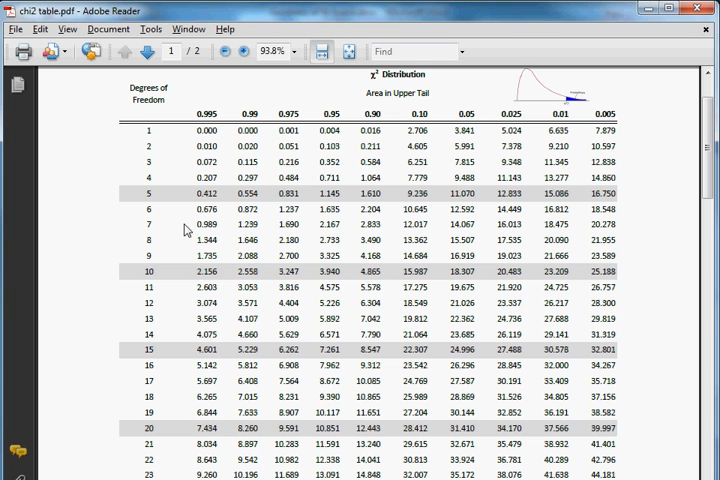 chi2 table.pdf - Adobe Reader
File Edit View Document Tools Window Help
1 / 2 93.8% Find
χ² Distribution
Degrees of Freedom
Area in Upper Tail
0.995 0.99 0.975 0.95 0.90 0.10 0.05 0.025 0.01 0.005
1 0.000 0.000 0.001 0.004 0.016 2.706 3.841 5.024 6.635 7.879
2 0.010 0.020 0.051 0.103 0.211 4.605 5.991 7.378 9.210 10.597
3 0.072 0.115 0.216 0.352 0.584 6.251 7.815 9.348 11.345 12.838
4 0.207 0.297 0.484 0.711 1.064 7.779 9.488 11.143 13.277 14.860
5 0.412 0.554 0.831 1.145 1.610 9.236 11.070 12.833 15.086 16.750
6 0.676 0.872 1.237 1.635 2.204 10.645 12.592 14.449 16.812 18.548
7 0.989 1.239 1.690 2.167 2.833 12.017 14.067 16.013 18.475 20.278
8 1.344 1.646 2.180 2.733 3.490 13.362 15.507 17.535 20.090 21.955
9 1.735 2.088 2.700 3.325 4.168 14.684 16.919 19.023 21.666 23.589
10 2.156 2.558 3.247 3.940 4.865 15.987 18.307 20.483 23.209 25.188
11 2.603 3.053 3.816 4.575 5.578 17.275 19.675 21.920 24.725 26.757
12 3.074 3.571 4.404 5.226 6.304 18.549 21.026 23.337 26.217 28.300
13 3.565 4.107 5.009 5.892 7.042 19.812 22.362 24.736 27.688 29.819
14 4.075 4.660 5.629 6.571 7.790 21.064 23.685 26.119 29.141 31.319
15 4.601 5.229 6.262 7.261 8.547 22.307 24.996 27.488 30.578 32.801
16 5.142 5.812 6.908 7.962 9.312 23.542 26.296 28.845 32.000 34.267
17 5.697 6.408 7.564 8.672 10.085 24.769 27.587 30.191 33.409 35.718
18 6.265 7.015 8.231 9.390 10.865 25.989 28.869 31.526 34.805 37.156
19 6.844 7.633 8.907 10.117 11.651 27.204 30.144 32.852 36.191 38.582
20 7.434 8.260 9.591 10.851 12.443 28.412 31.410 34.170 37.566 39.997
21 8.034 8.897 10.283 11.591 13.240 29.615 32.671 35.479 38.932 41.401
22 8.643 9.542 10.982 12.338 14.041 30.813 33.924 36.781 40.289 42.796
23 9.260 10.196 11.689 13.091 14.848 32.007 35.172 38.076 41.638 44.181